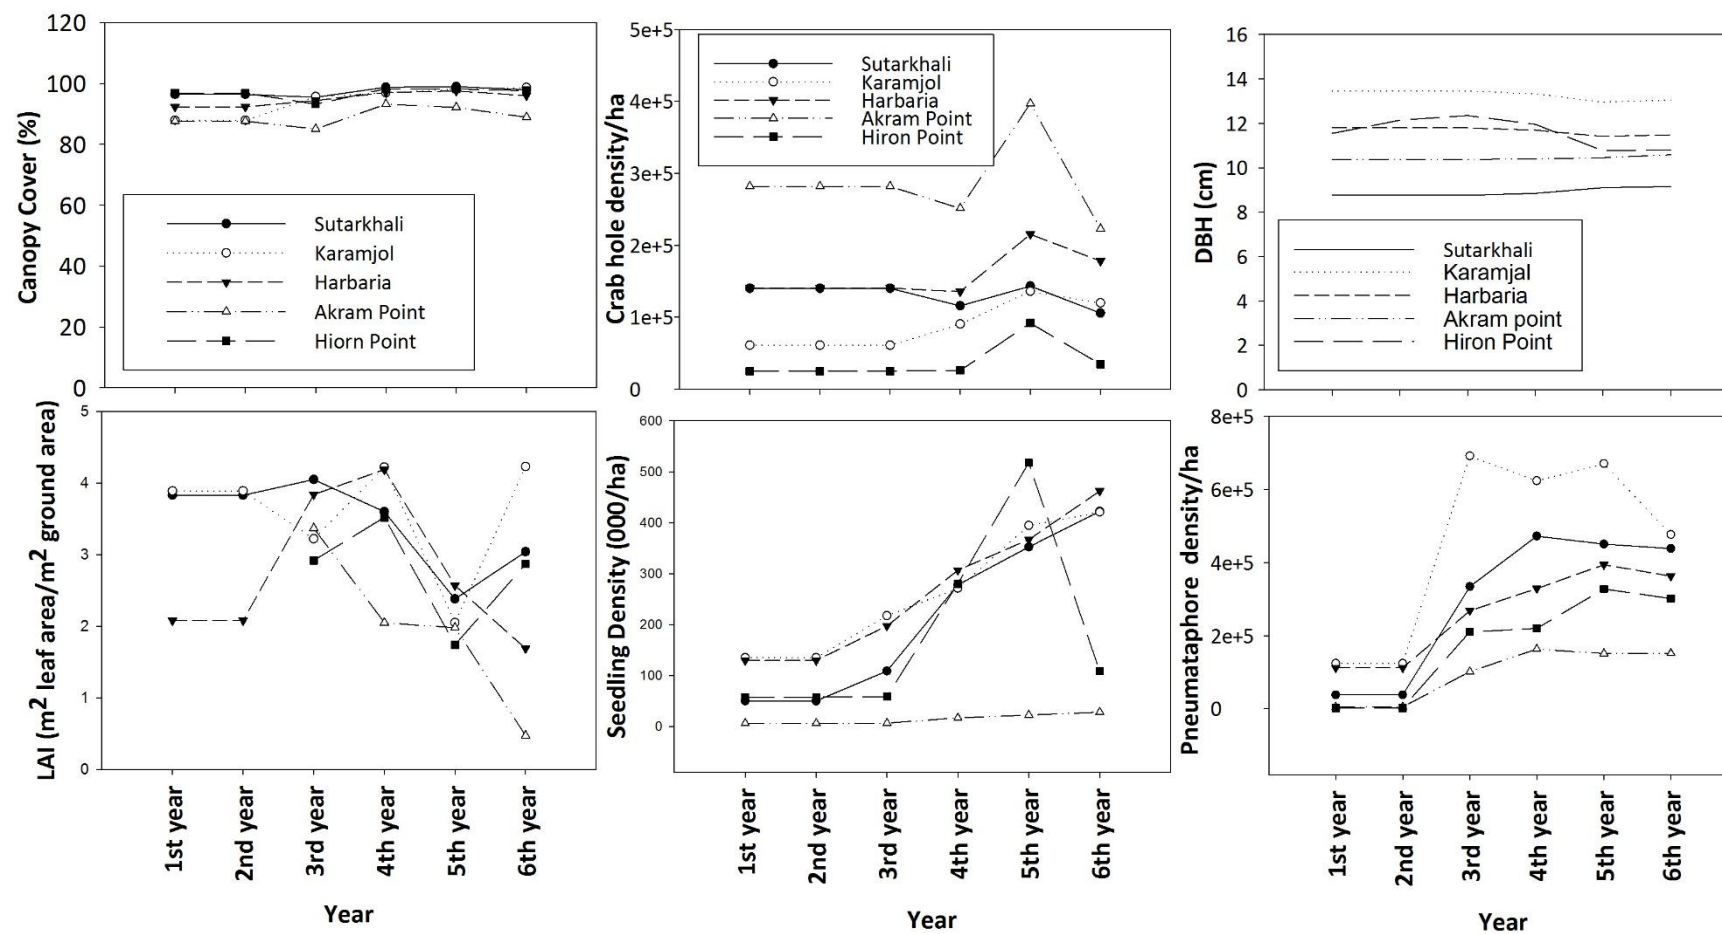 Canopy Cover (%)
120
100
80
60
40
20
0
Sutarkhali
Karamjol
Harbaria
Akram Point
Hiorn Point
Crab hole density/ha
5e+5
4e+5
3e+5
2e+5
1e+5
0
Sutarkhali
Karamjol
Harbaria
Akram Point
Hiron Point
DBH (cm)
16
14
12
10
8
6
4
2
0
Sutarkhali
Karamjal
Harbaria
Akram point
Hiron Point
LAI (m² leaf area/m² ground area)
5
4
3
2
1
0
1st year
2nd year
3rd year
4th year
5th year
6th year
Year
Seedling Density (000/ha)
600
500
400
300
200
100
0
1st year
2nd year
3rd year
4th year
5th year
6th year
Year
Pneumataphore density/ha
8e+5
6e+5
4e+5
2e+5
0
1st year
2nd year
3rd year
4th year
5th year
6th year
Year